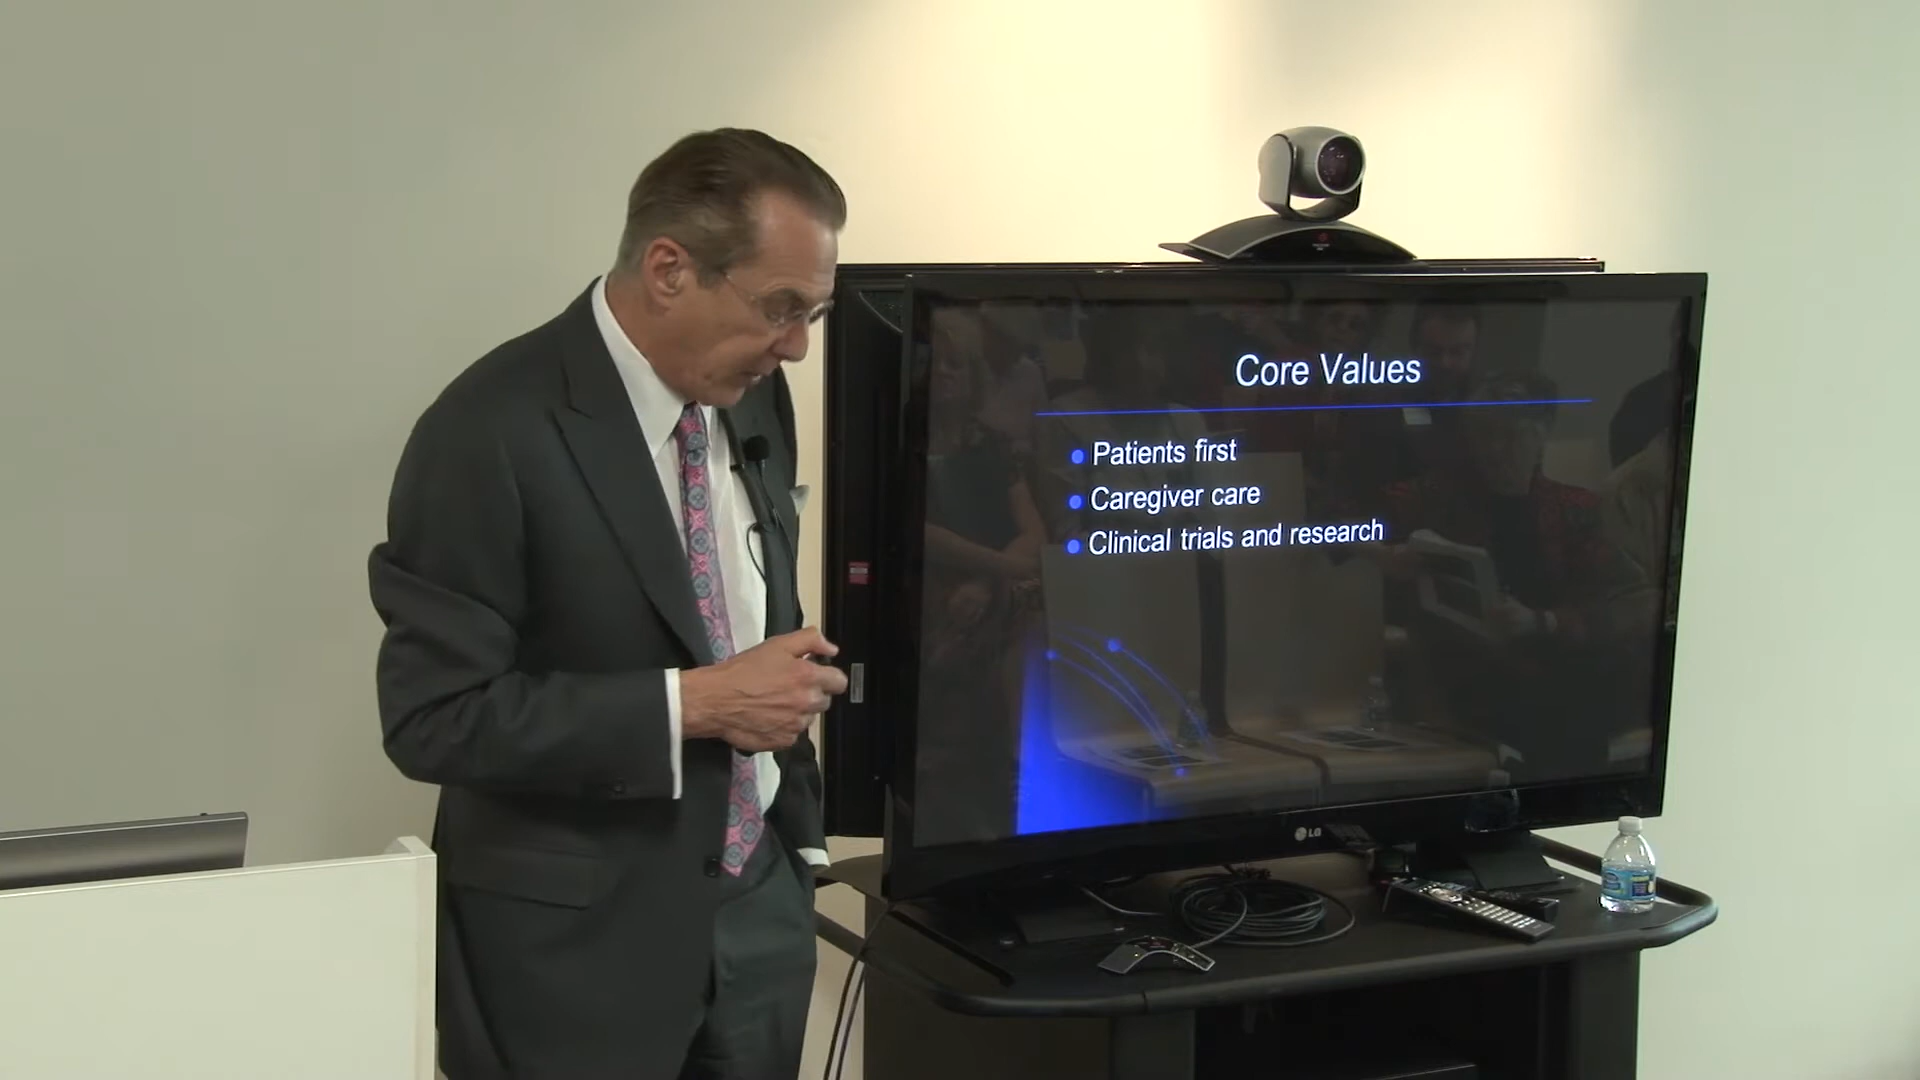 Core Values
Patients first
Caregiver care
Clinical trials and research
LG